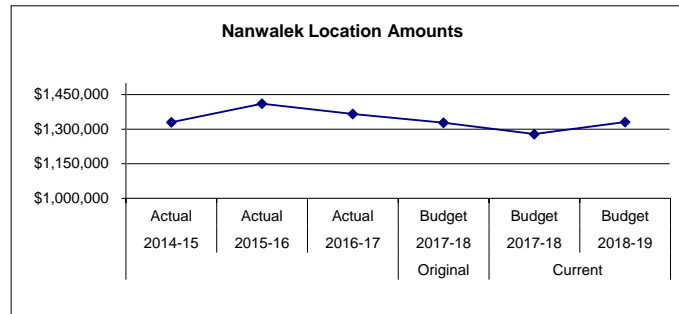 Nanwalek Location Amounts
$1,450,000
$1,300,000
$1,150,000
$1,000,000
Actual Actual Actual Budget Budget Budget
2014-15 2015-16 2016-17 2017-18 2017-18 2018-19
Original Current